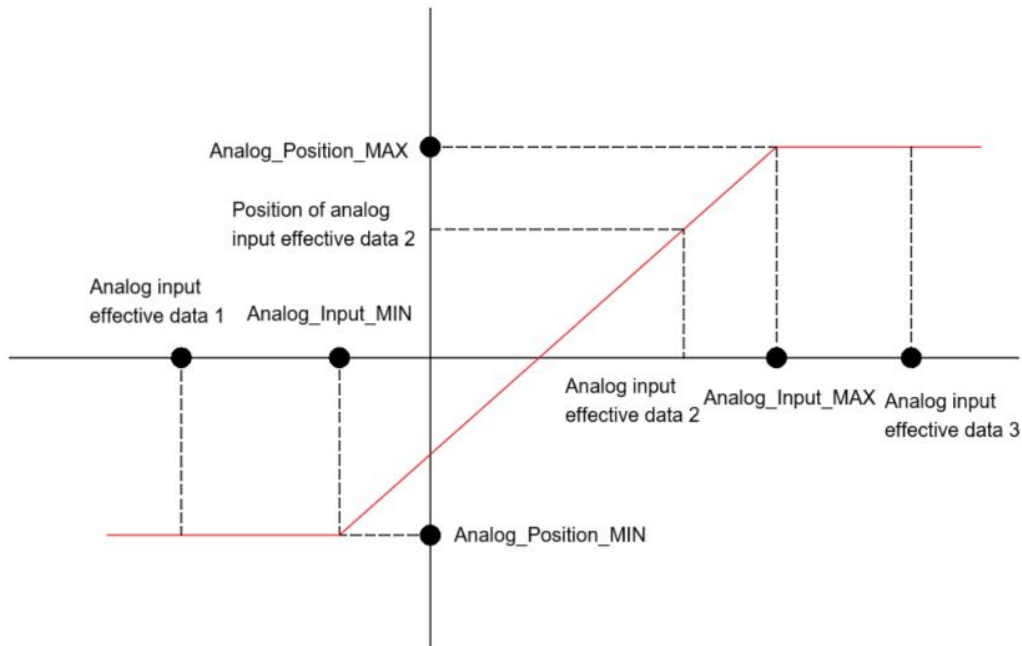 Analog_Position_MAX
Position of analog
input effective data 2
Analog input
effective data 1
Analog_Input_MIN
Analog input
effective data 2
Analog_Input_MAX
Analog input
effective data 3
Analog_Position_MIN